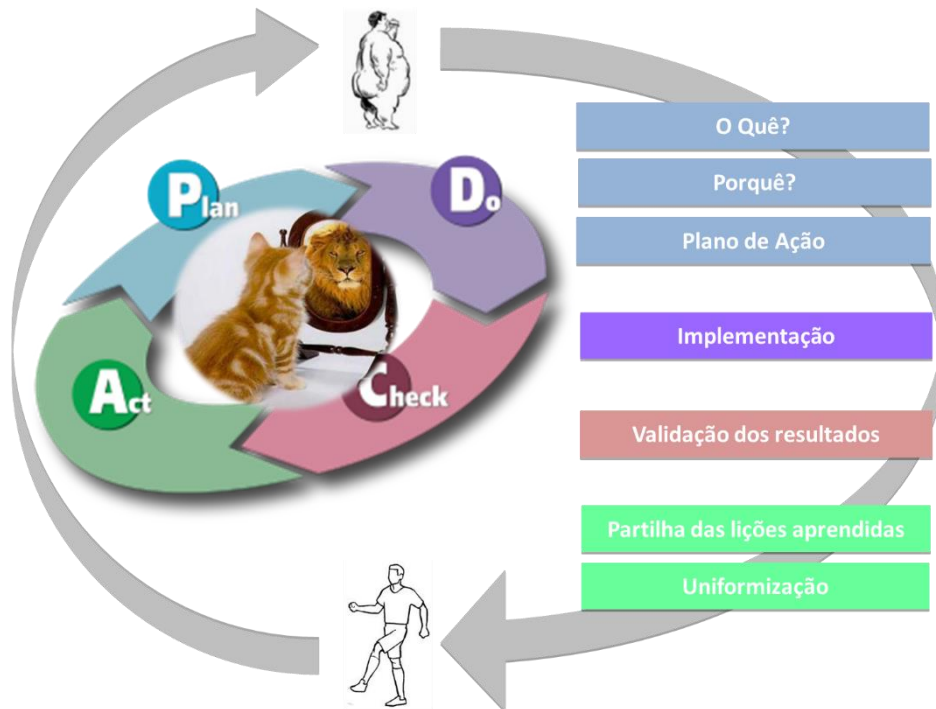 Plan
Do
Check
Act
O Quê?
Porquê?
Plano de Ação
Implementação
Validação dos resultados
Partilha das lições aprendidas
Uniformização